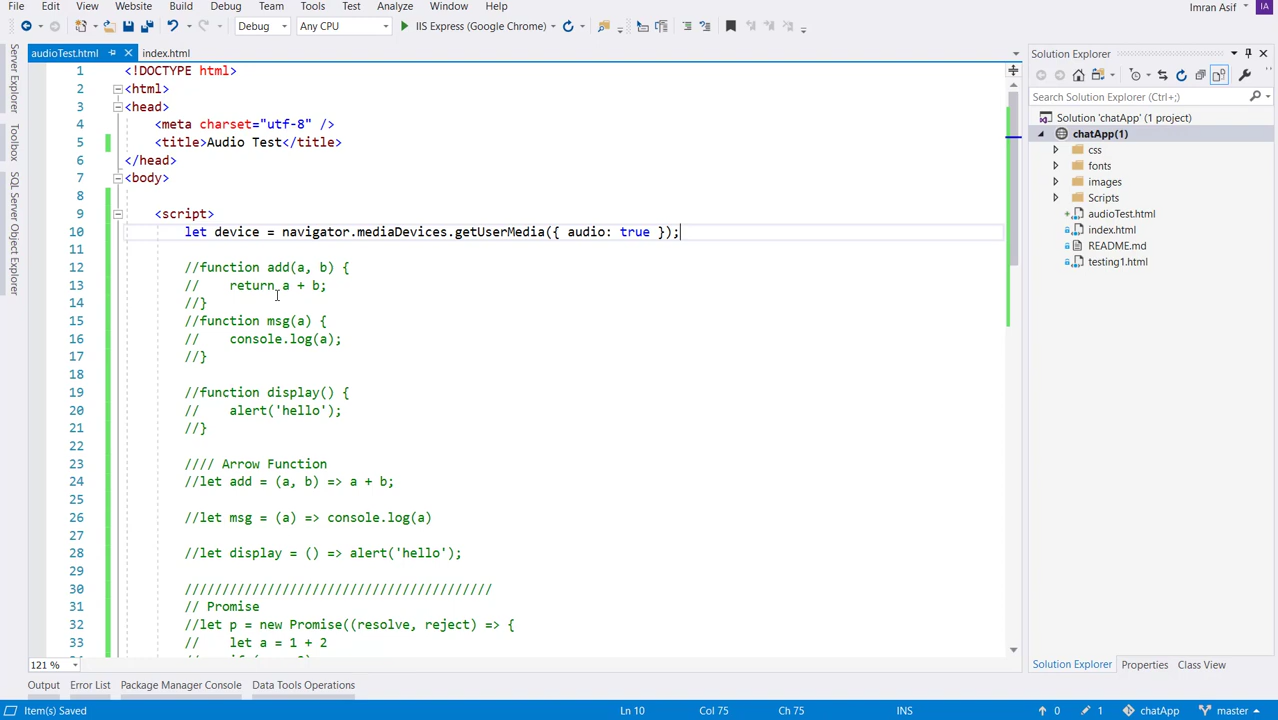 File Edit View Website Build Debug Team Tools Test Analyze Window Help Imran Asif IA
Debug Any CPU IIS Express (Google Chrome)
audioTest.html index.html
Server Explorer
Toolbox
SQL Server Object Explorer
1 <!DOCTYPE html>
2 <html>
3 <head>
4 <meta charset="utf-8" />
5 <title>Audio Test</title>
6 </head>
7 <body>
8
9 <script>
10 let device = navigator.mediaDevices.getUserMedia({ audio: true });
11
12 //function add(a, b) {
13 // return a + b;
14 //}
15 //function msg(a) {
16 // console.log(a);
17 //}
18
19 //function display() {
20 // alert('hello');
21 //}
22
23 //// Arrow Function
24 //let add = (a, b) => a + b;
25
26 //let msg = (a) => console.log(a)
27
28 //let display = () => alert('hello');
29
30 /////////////////////////////////////////
31 // Promise
32 //let p = new Promise((resolve, reject) => {
33 // let a = 1 + 2
121 %
Solution Explorer
Search Solution Explorer (Ctrl+;)
Solution 'chatApp' (1 project)
chatApp(1)
css
fonts
images
Scripts
audioTest.html
index.html
README.md
testing1.html
Solution Explorer Properties Class View
Output Error List Package Manager Console Data Tools Operations
Item(s) Saved Ln 10 Col 75 Ch 75 INS 0 1 chatApp master